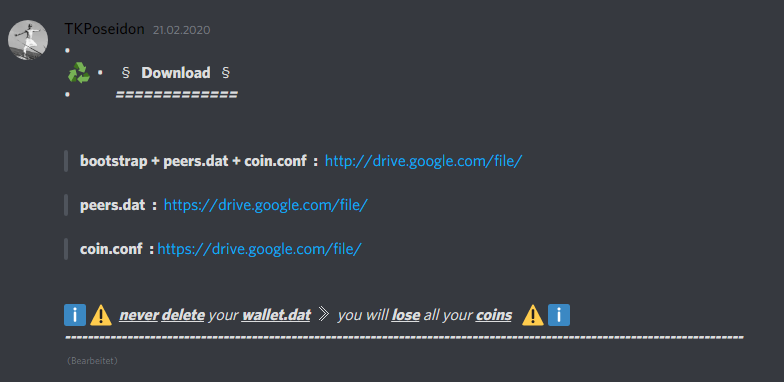 TKPoseidon 21.02.2020
•
♻️ • § Download §
• =============
bootstrap + peers.dat + coin.conf : http://drive.google.com/file/
peers.dat : https://drive.google.com/file/
coin.conf : https://drive.google.com/file/
ℹ️ ⚠️ never delete your wallet.dat ⨠ you will lose all your coins ⚠️ ℹ️
--------------------------------------------------------------------------------------------------------------
(Bearbeitet)